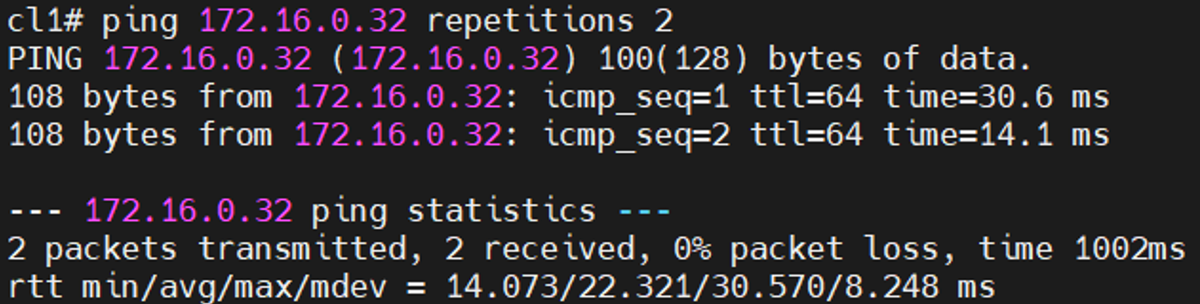 cl1# ping 172.16.0.32 repetitions 2
PING 172.16.0.32 (172.16.0.32) 100(128) bytes of data.
108 bytes from 172.16.0.32: icmp_seq=1 ttl=64 time=30.6 ms
108 bytes from 172.16.0.32: icmp_seq=2 ttl=64 time=14.1 ms

--- 172.16.0.32 ping statistics ---
2 packets transmitted, 2 received, 0% packet loss, time 1002ms
rtt min/avg/max/mdev = 14.073/22.321/30.570/8.248 ms